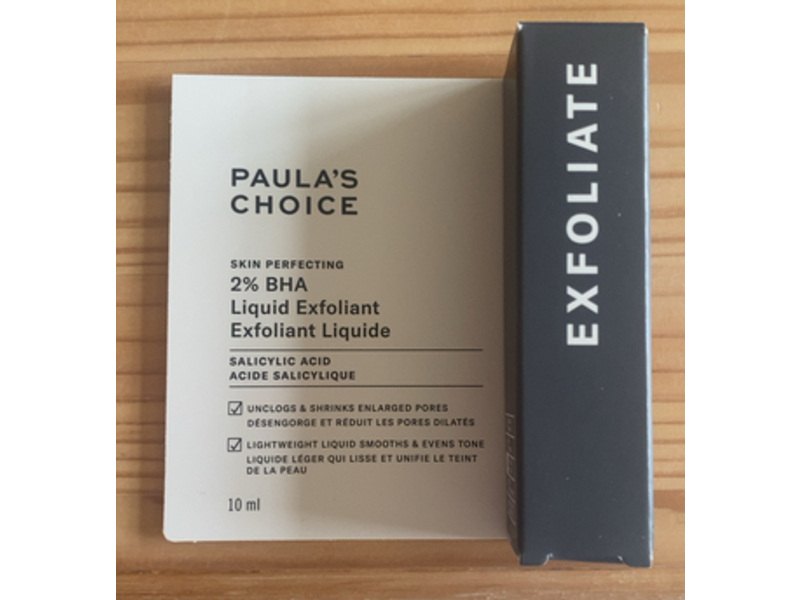 PAULA'S
CHOICE
SKIN PERFECTING
2% BHA
Liquid Exfoliant
Exfoliant Liquide
SALICYLIC ACID
ACIDE SALICYLIQUE
UNCLOGS & SHRINKS ENLARGED PORES
DÉSENGORGE ET RÉDUIT LES PORES DILATÉS
LIGHTWEIGHT LIQUID SMOOTHS & EVENS TONE
LIQUIDE LÉGER QUI LISSE ET UNIFIE LE TEINT
DE LA PEAU
10 ml
EXFOLIATE